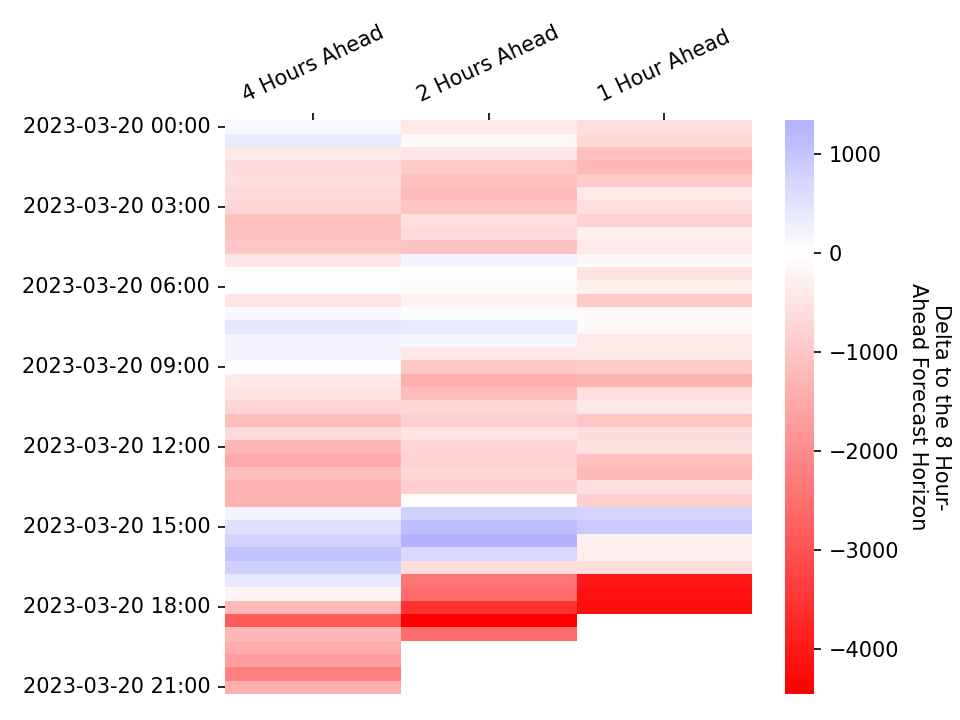 4 Hours Ahead
2 Hours Ahead
1 Hour Ahead
2023-03-20 00:00
2023-03-20 03:00
2023-03-20 06:00
2023-03-20 09:00
2023-03-20 12:00
2023-03-20 15:00
2023-03-20 18:00
2023-03-20 21:00
1000
0
−1000
−2000
−3000
−4000
Delta to the 8 Hour-
Ahead Forecast Horizon